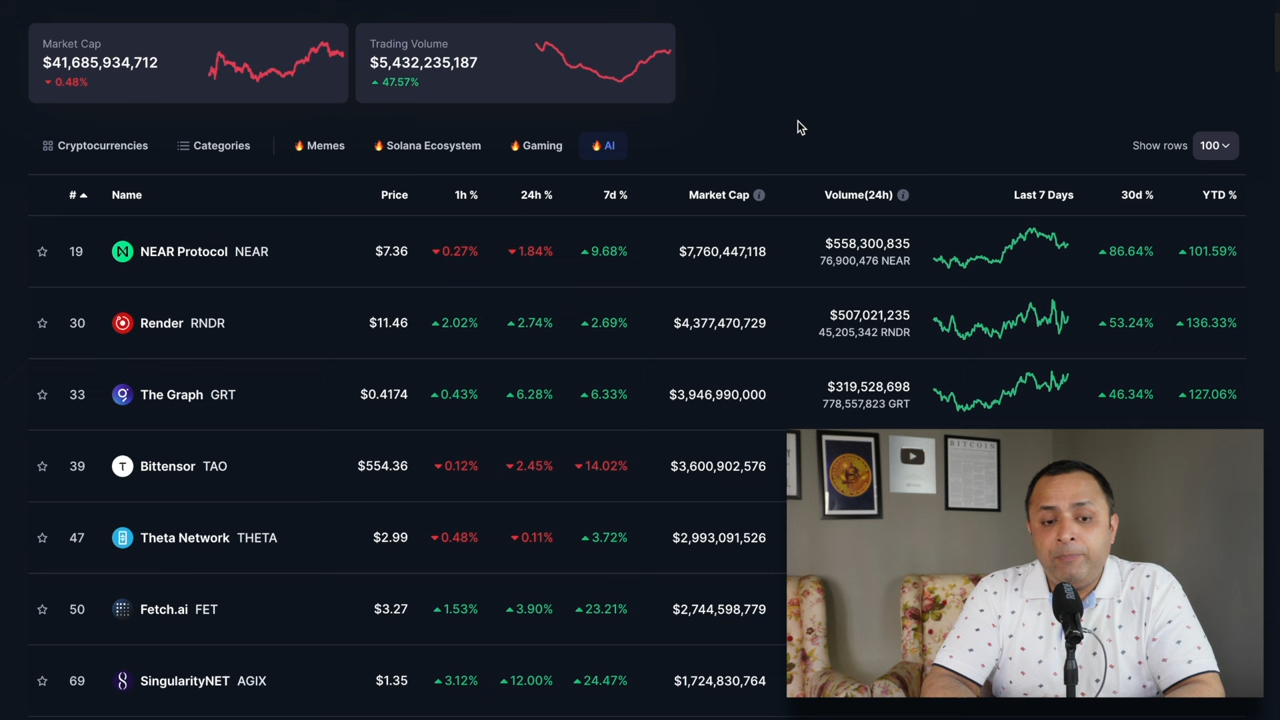 Market Cap
$41,685,934,712
0.48%
Trading Volume
$5,432,235,187
47.57%
Cryptocurrencies Categories Memes Solana Ecosystem Gaming AI Show rows 100
# Name Price 1h % 24h % 7d % Market Cap Volume(24h) Last 7 Days 30d % YTD %
19 NEAR Protocol NEAR $7.36 0.27% 1.84% 9.68% $7,760,447,118 $558,300,835 86.64% 101.59%
76,900,476 NEAR
30 Render RNDR $11.46 2.02% 2.74% 2.69% $4,377,470,729 $507,021,235 53.24% 136.33%
45,205,342 RNDR
33 The Graph GRT $0.4174 0.43% 6.28% 6.33% $3,946,990,000 $319,528,698 46.34% 127.06%
778,557,823 GRT
39 T Bittensor TAO $554.36 0.12% 2.45% 14.02% $3,600,902,576
47 Theta Network THETA $2.99 0.48% 0.11% 3.72% $2,993,091,526
50 Fetch.ai FET $3.27 1.53% 3.90% 23.21% $2,744,598,779
69 SingularityNET AGIX $1.35 3.12% 12.00% 24.47% $1,724,830,764
BITCOIN